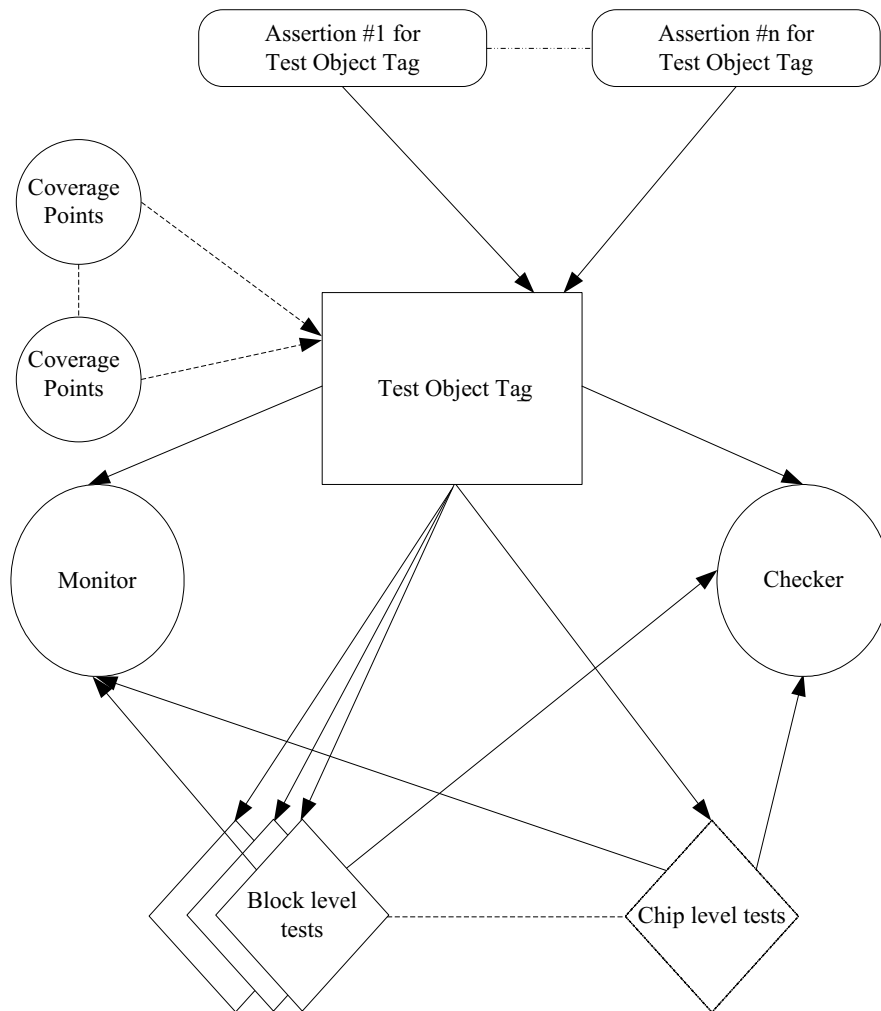 Assertion #1 for
Test Object Tag
Assertion #n for
Test Object Tag
Coverage
Points
Coverage
Points
Test Object Tag
Monitor
Checker
Block level
tests
Chip level tests